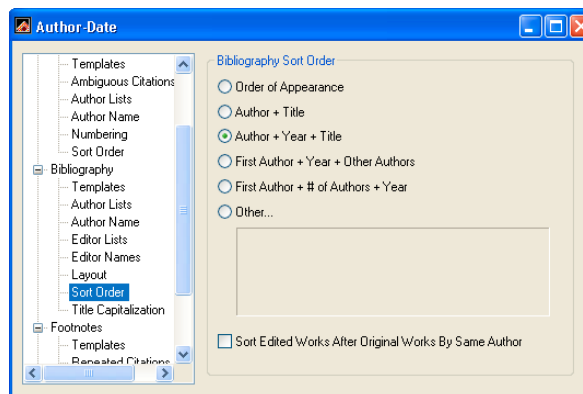 Author-Date
Templates
Ambiguous Citations
Author Lists
Author Name
Numbering
Sort Order
Bibliography
Templates
Author Lists
Author Name
Editor Lists
Editor Names
Layout
Sort Order
Title Capitalization
Footnotes
Templates
Repeated Citations
Bibliography Sort Order
Order of Appearance
Author + Title
Author + Year + Title
First Author + Year + Other Authors
First Author + # of Authors + Year
Other...
Sort Edited Works After Original Works By Same Author